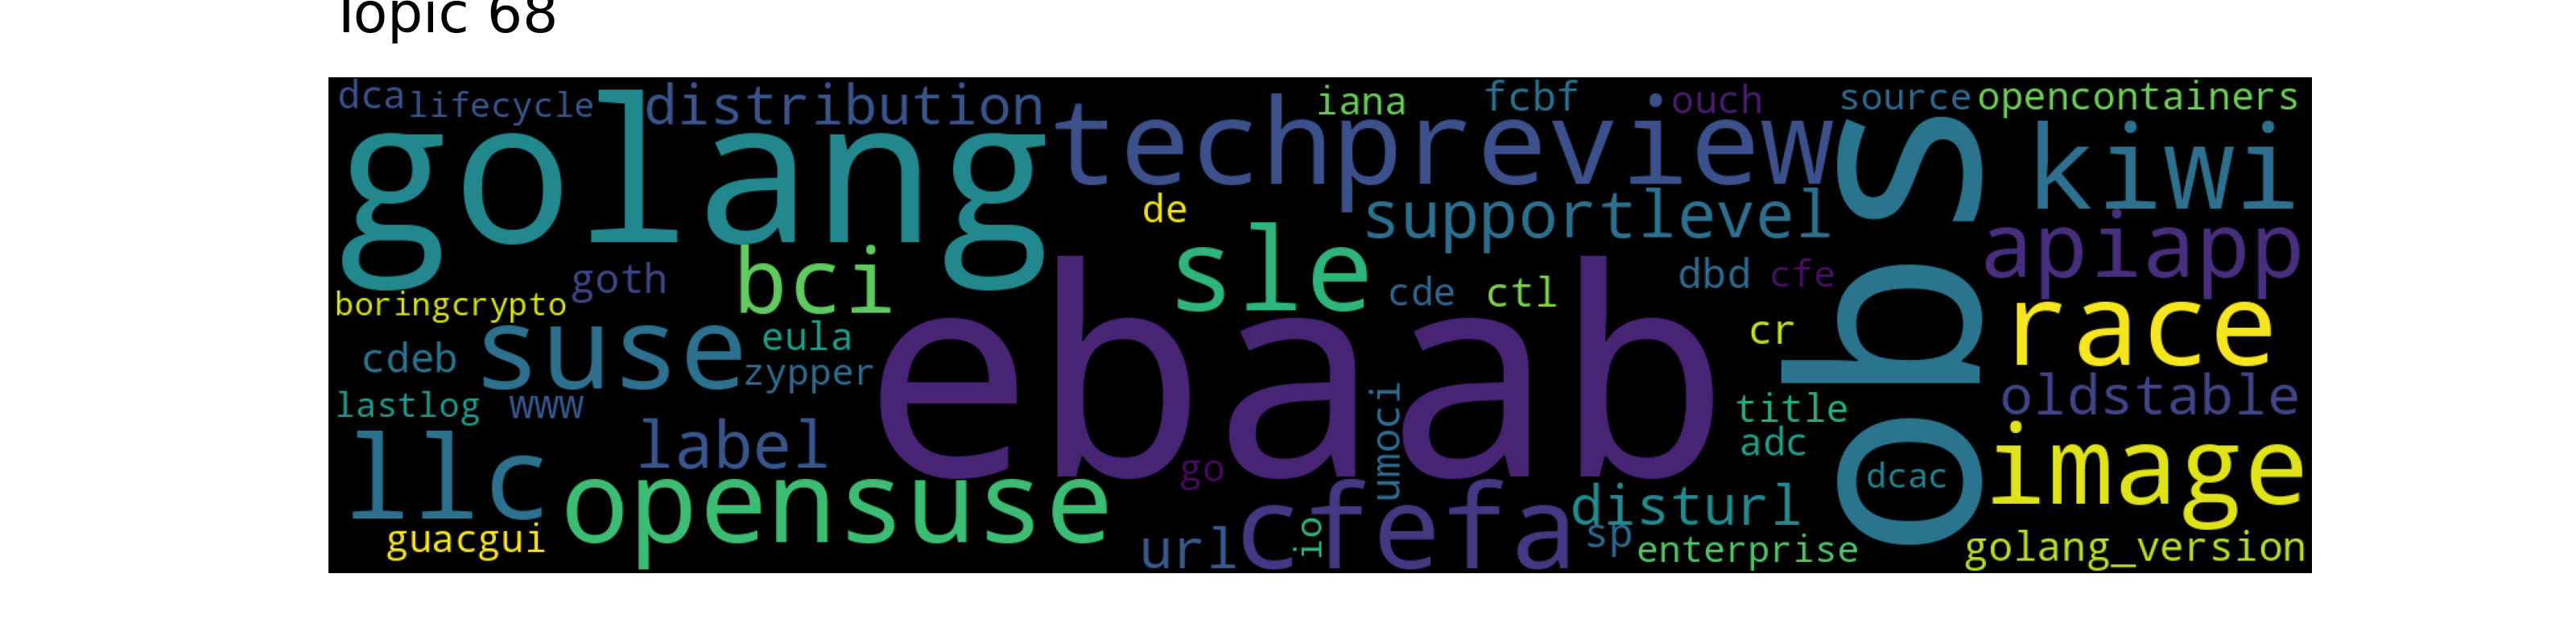 Topic 68
dca lifecycle distribution iana fcbf ouch source opencontainers
golang techpreview kiwi
de supportlevel apiapp
goth bci sle cde ctl dbd cfe obs
boringcrypto suse eula cr race
cdeb zypper ebaab
lastlog www umoci title oldstable
llc label go adc dcac image
guacgui opensuse url io cfefa disturl sp enterprise golang_version